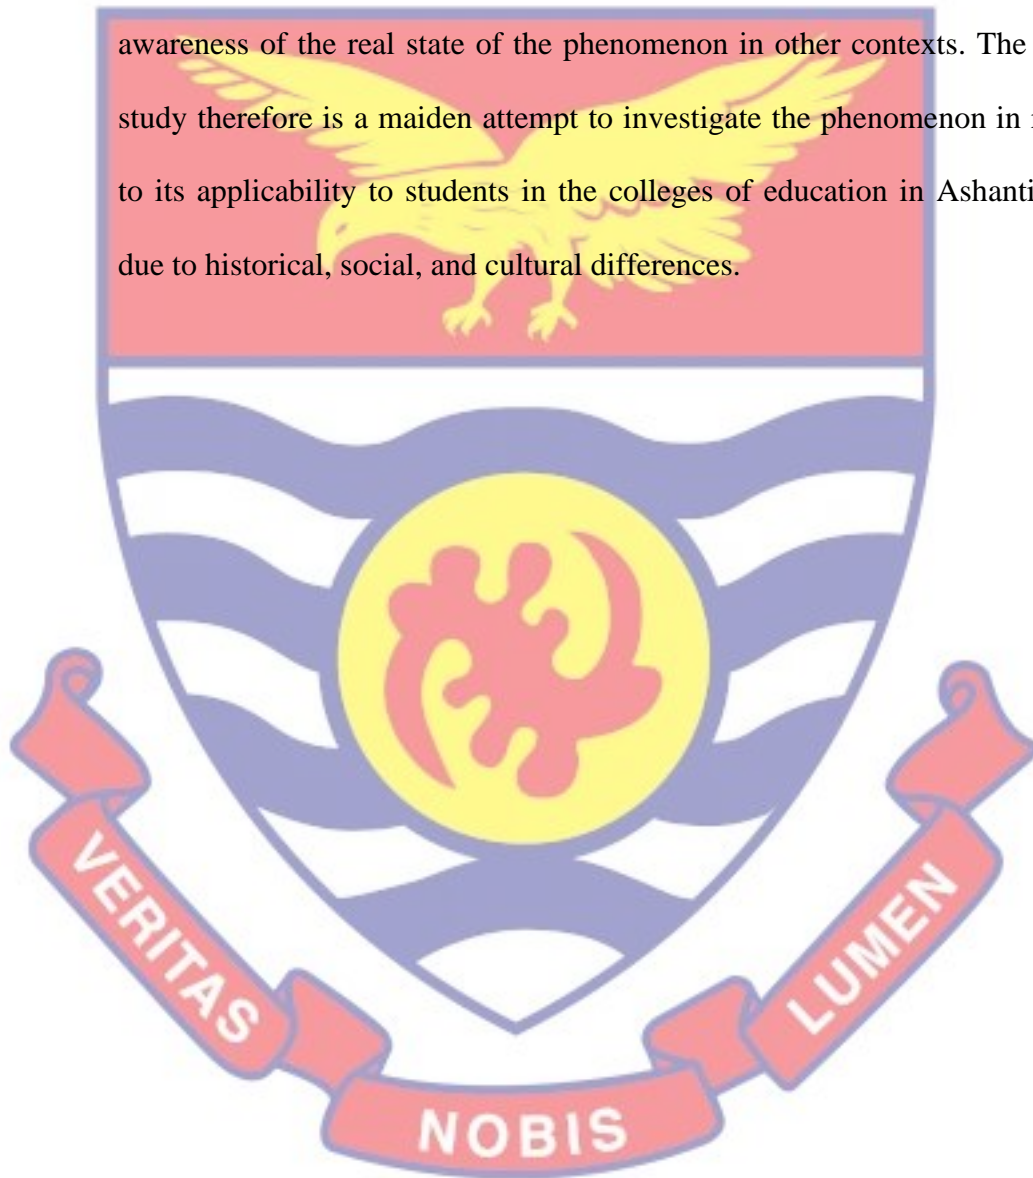 awareness of the real state of the phenomenon in other contexts. The
study therefore is a maiden attempt to investigate the phenomenon in
to its applicability to students in the colleges of education in Ashanti
due to historical, social, and cultural differences.
VERITAS
NOBIS
LUMEN